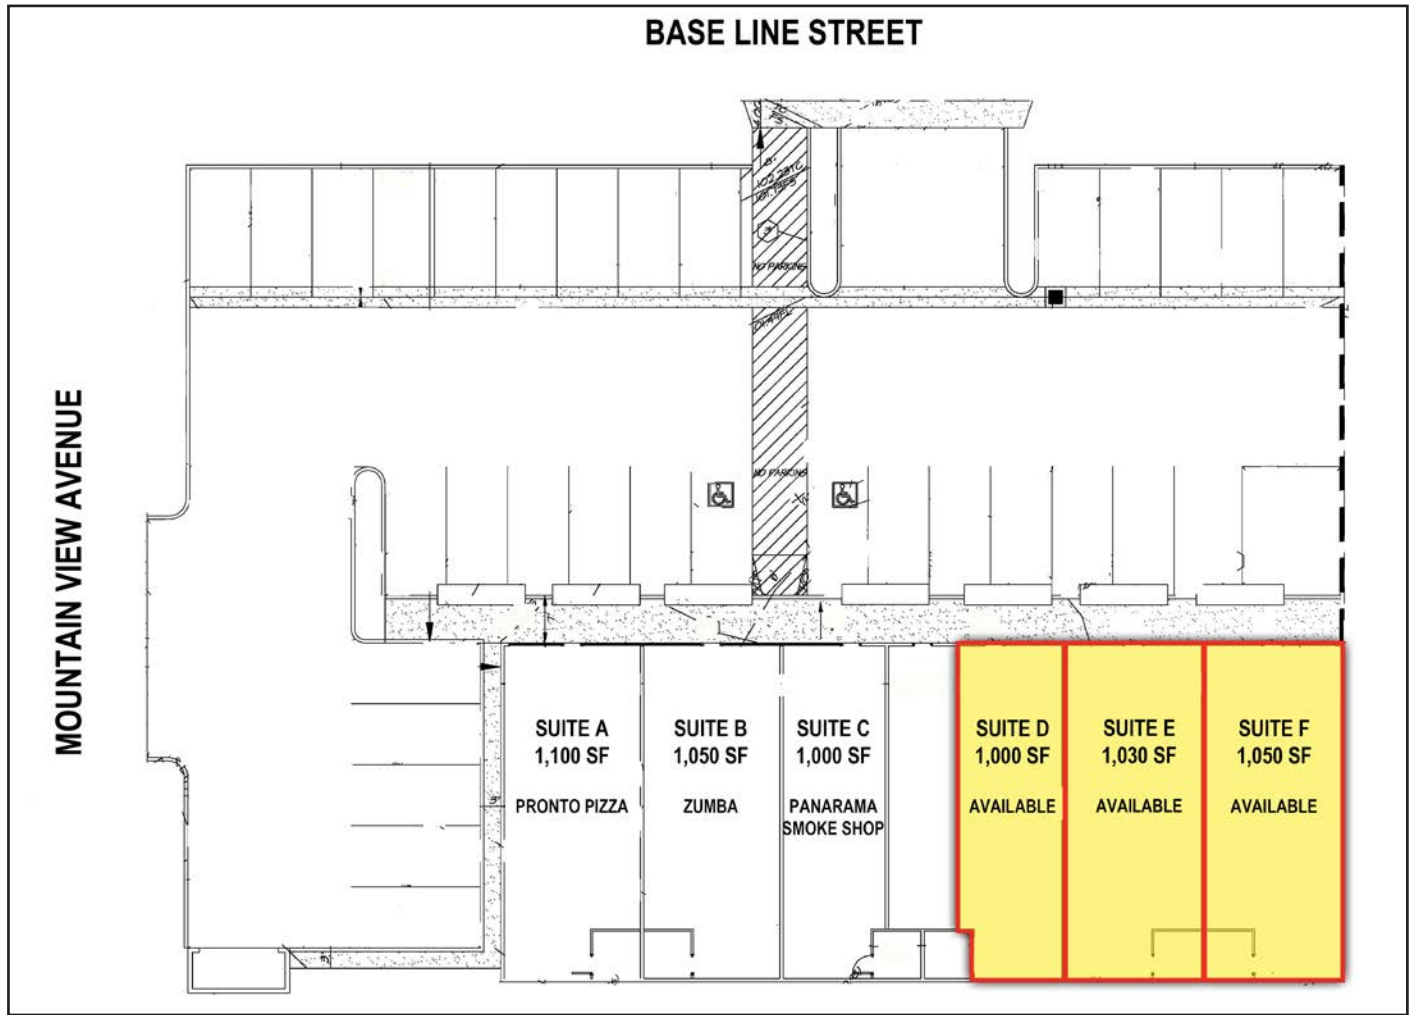 BASE LINE STREET
102.23TC
NO PARKING
NO PARKING
MOUNTAIN VIEW AVENUE
SUITE A
1,100 SF
PRONTO PIZZA
SUITE B
1,050 SF
ZUMBA
SUITE C
1,000 SF
PANARAMA
SMOKE SHOP
SUITE D
1,000 SF
AVAILABLE
SUITE E
1,030 SF
AVAILABLE
SUITE F
1,050 SF
AVAILABLE